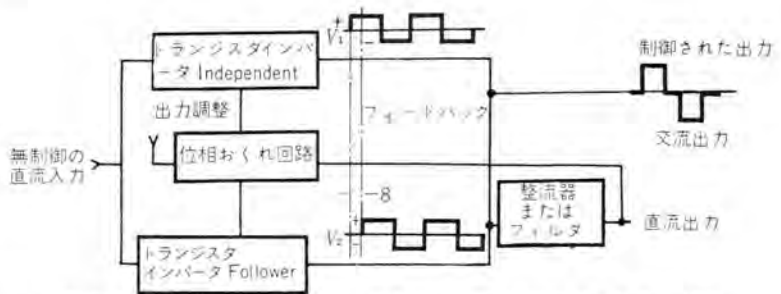 トランジスタインバ
ータ Independent
出力調整
無制御の
直流入力
位相おくれ回路
トランジスタ
インバータ Follower
V₁
+
−
フィードバック
−8
V₂
+
−
制御された出力
交流出力
整流器
または
フィルタ
直流出力